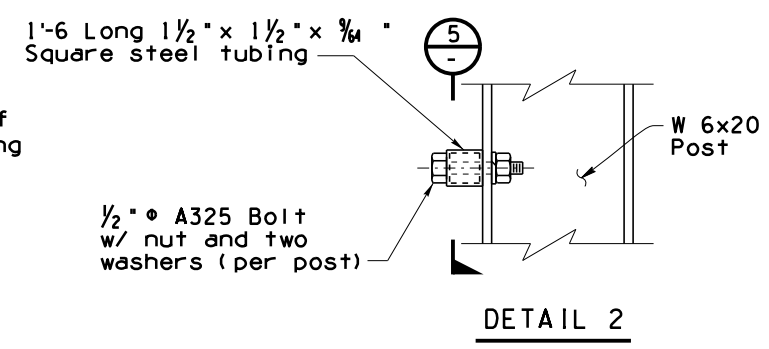 1'-6 Long 1½ " x 1½ " x 9⁄64 "
Square steel tubing
5
-
f
ng
W 6x20
Post
½ " Φ A325 Bolt
w/ nut and two
washers (per post)
DETAIL 2